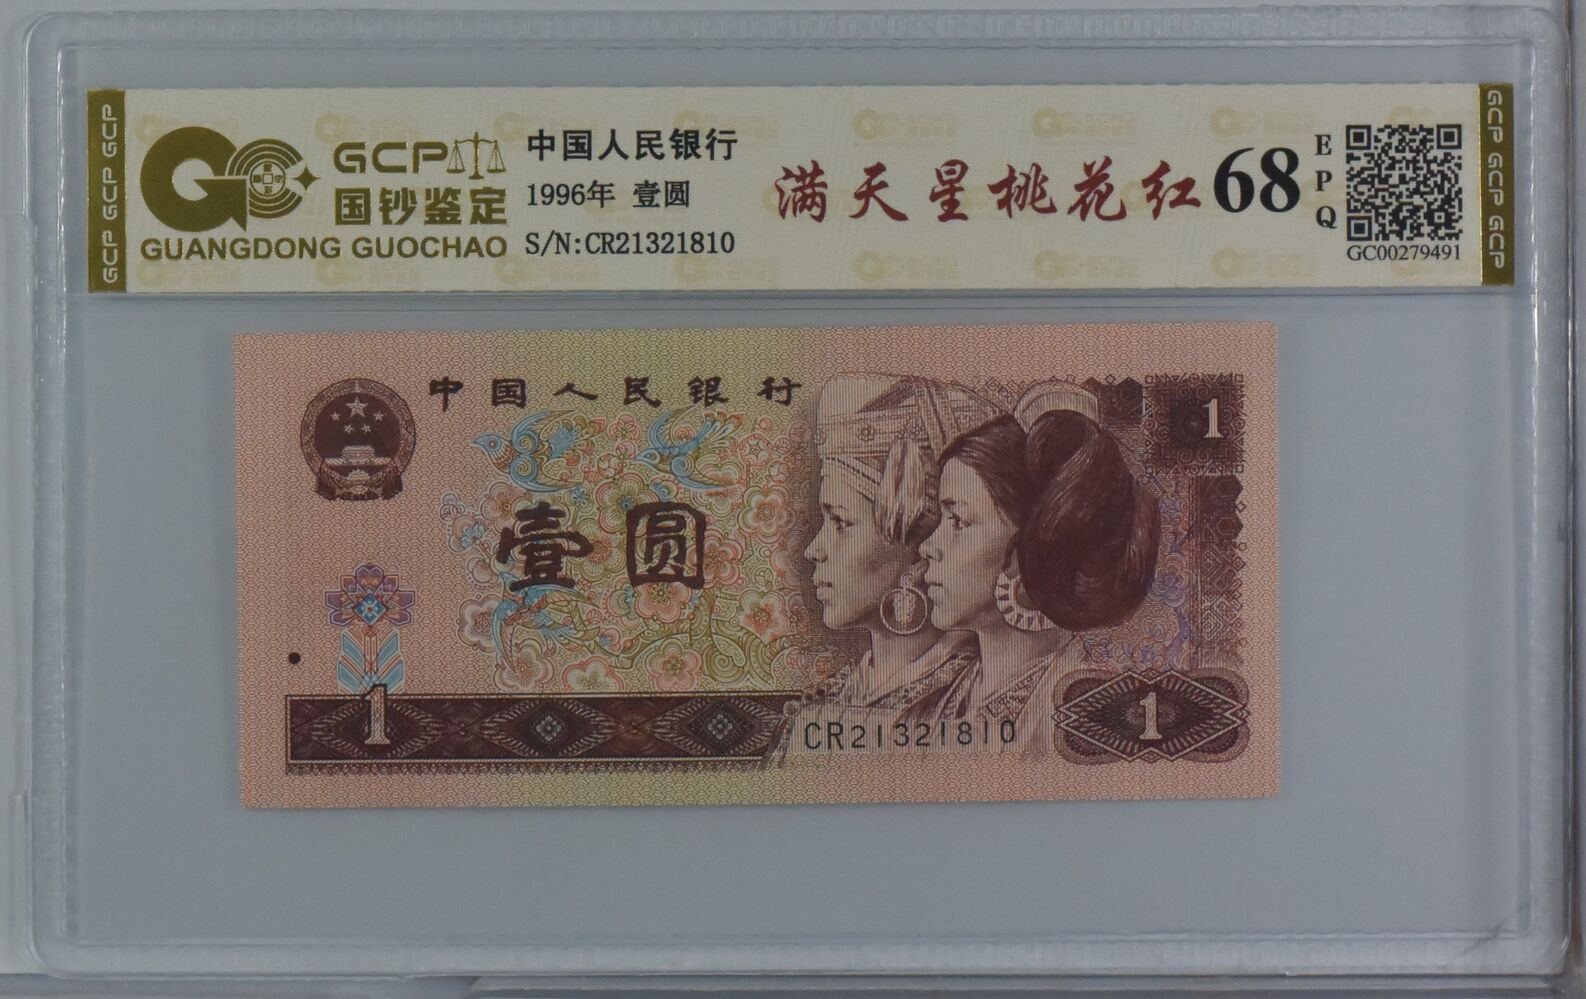 GCP GCP GCP
GCP
国钞鉴定
GUANGDONG GUOCHAO
中国人民银行
1996年 壹圆
S/N:CR21321810
满天星桃花红
68
EPQ
GC00279491
GCP GCP GCP
中国人民银行
1
壹圆
1
CR21321810
1